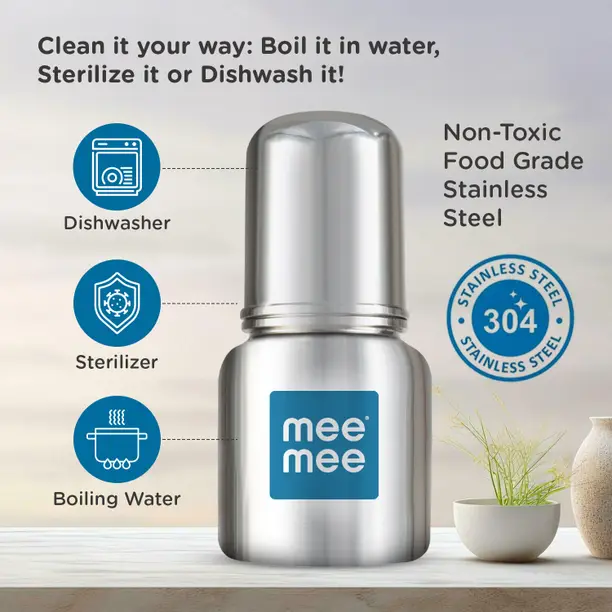 Clean it your way: Boil it in water,
Sterilize it or Dishwash it!
Dishwasher
Sterilizer
Boiling Water
Non-Toxic
Food Grade
Stainless
Steel
STAINLESS STEEL
304
STAINLESS STEEL
mee®
mee